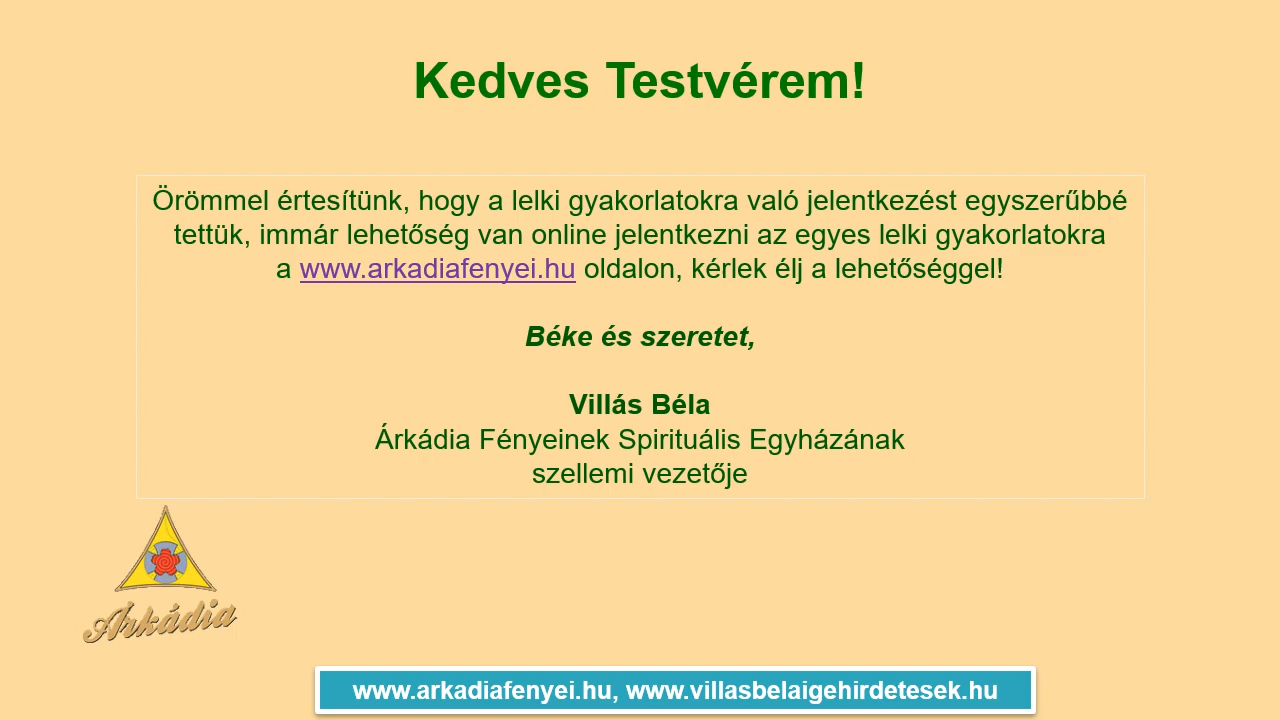 Kedves Testvérem!
Örömmel értesítünk, hogy a lelki gyakorlatokra való jelentkezést egyszerűbbé
tettük, immár lehetőség van online jelentkezni az egyes lelki gyakorlatokra
a www.arkadiafenyei.hu oldalon, kérlek élj a lehetőséggel!
Béke és szeretet,
Villás Béla
Árkádia Fényeinek Spirituális Egyházának
szellemi vezetője
Árkádia
www.arkadiafenyei.hu, www.villasbelaigehirdetesek.hu